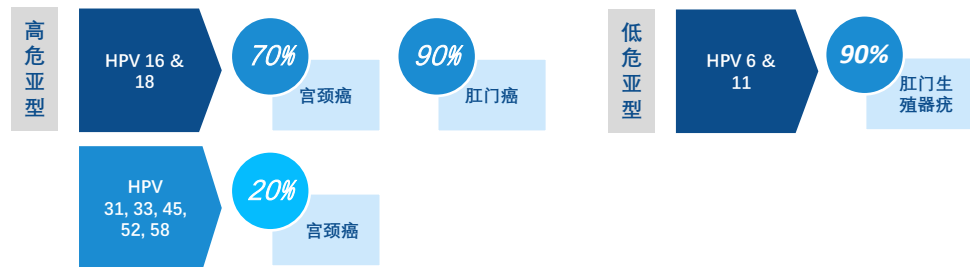 高危亚型
HPV 16 &
18
70%
宫颈癌
90%
肛门癌
HPV
31, 33, 45,
52, 58
20%
宫颈癌
低危亚型
HPV 6 &
11
90%
肛门生
殖器疣